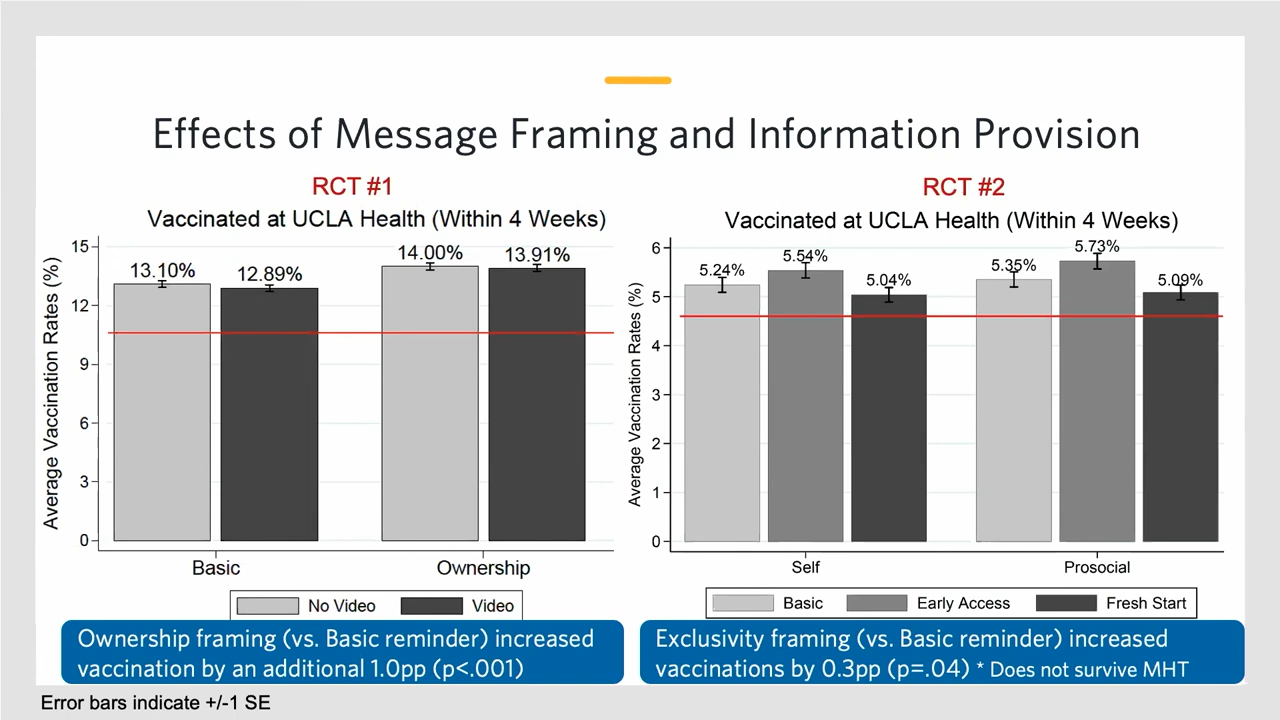 Effects of Message Framing and Information Provision
RCT #1
Vaccinated at UCLA Health (Within 4 Weeks)
Average Vaccination Rates (%)
15
12
9
6
3
0
13.10%
12.89%
14.00%
13.91%
Basic
Ownership
No Video
Video
Ownership framing (vs. Basic reminder) increased
vaccination by an additional 1.0pp (p<.001)
RCT #2
Vaccinated at UCLA Health (Within 4 Weeks)
Average Vaccination Rates (%)
6
5
4
3
2
1
0
5.24%
5.54%
5.04%
5.35%
5.73%
5.09%
Self
Prosocial
Basic
Early Access
Fresh Start
Exclusivity framing (vs. Basic reminder) increased
vaccinations by 0.3pp (p=.04) * Does not survive MHT
Error bars indicate +/-1 SE